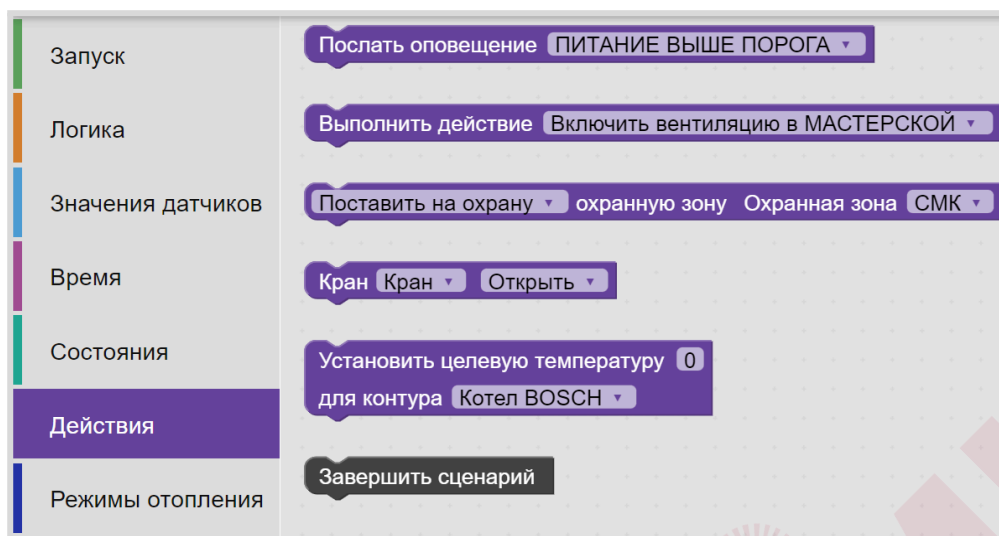 Запуск
Логика
Значения датчиков
Время
Состояния
Действия
Режимы отопления
Послать оповещение ПИТАНИЕ ВЫШЕ ПОРОГА
Выполнить действие Включить вентиляцию в МАСТЕРСКОЙ
Поставить на охрану охранную зону Охранная зона СМК
Кран Кран Открыть
Установить целевую температуру 0
для контура Котел BOSCH
Завершить сценарий